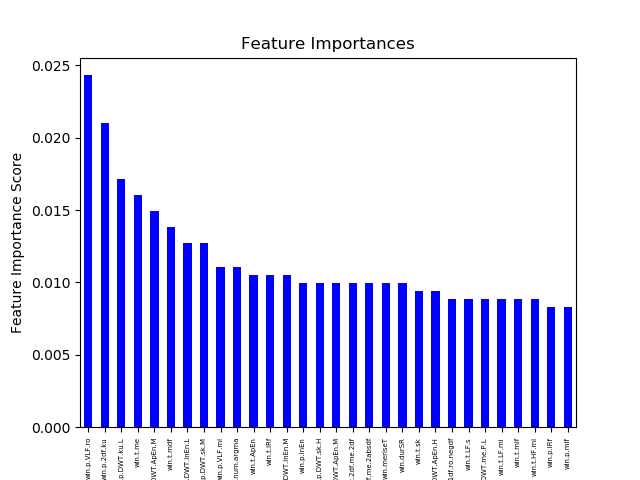 Feature Importances
Feature Importance Score
0.025
0.020
0.015
0.010
0.005
0.000
win.p.VLF.ro
win.p.2df.ku
.p.DWT.ku.L
win.t.me
DWT.ApEn.M
win.t.mdf
.DWT.InEn.L
.p.DWT.sk.M
win.p.VLF.mi
.num.argma
win.t.ApEn
win.t.IRf
DWT.InEn.M
win.p.InEn
.p.DWT.sk.H
DWT.ApEn.M
.2df.me.2df
f.me.2absdf
win.meriseT
win.durSR
win.t.sk
DWT.ApEn.H
1df.ro.negdf
win.t.LF.s
DWT.me.P.L
win.t.LF.mi
win.t.mif
win.t.HF.mi
win.p.IRf
win.p.mif